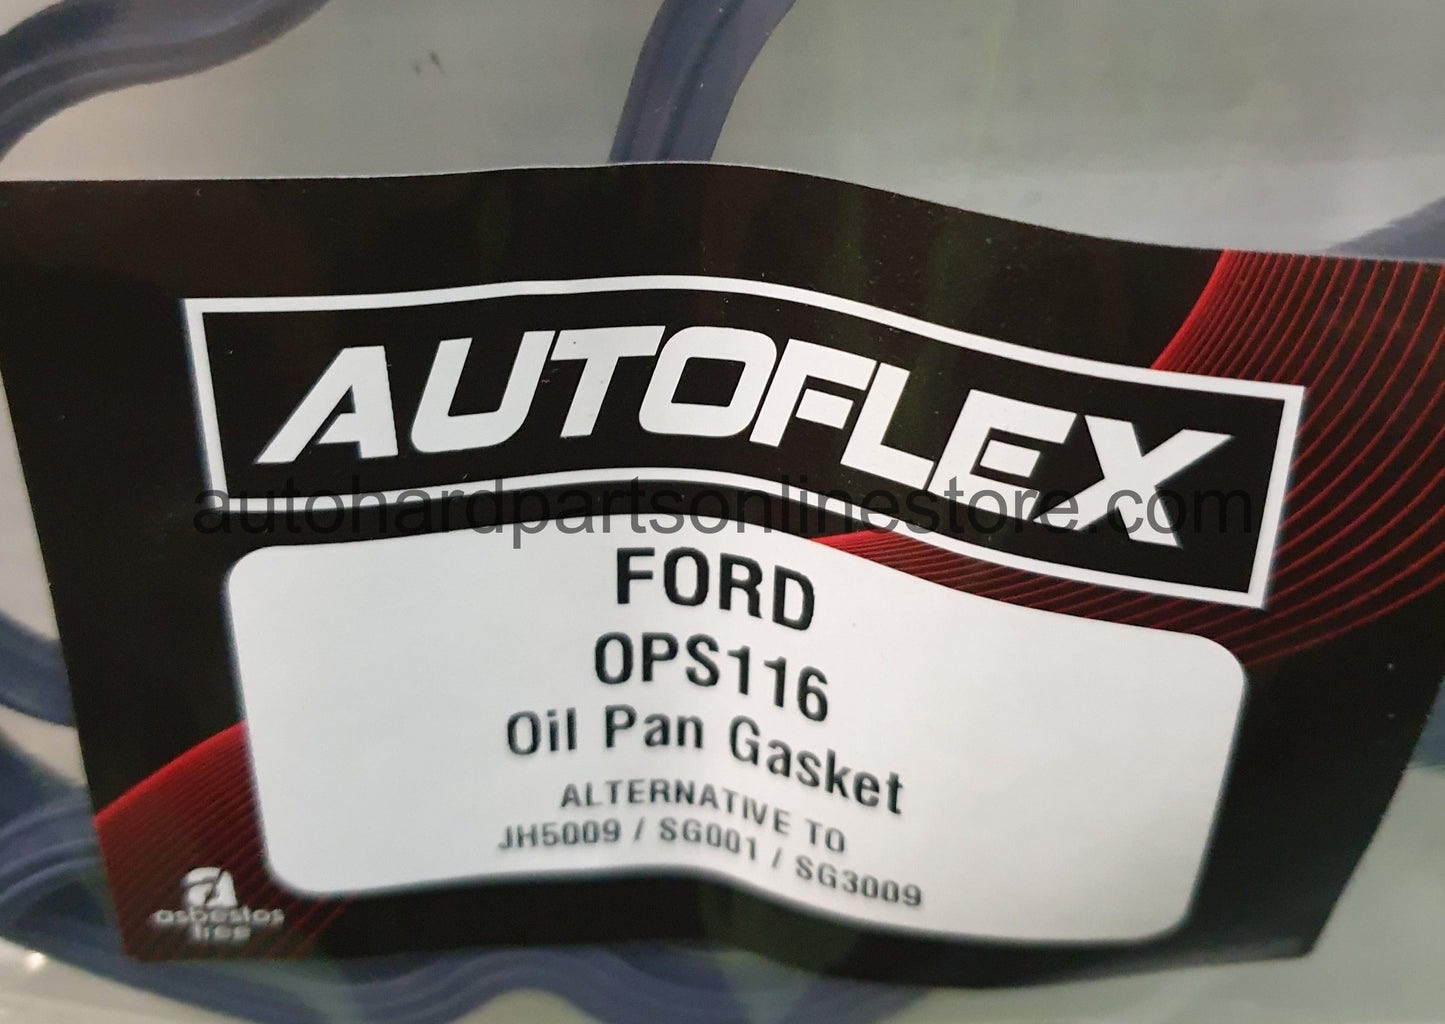 AUTOFLEX
autohardpartsonlinestore.com
FORD
OPS116
Oil Pan Gasket
ALTERNATIVE TO
JH5009 / SG001 / SG3009
asbestos
free